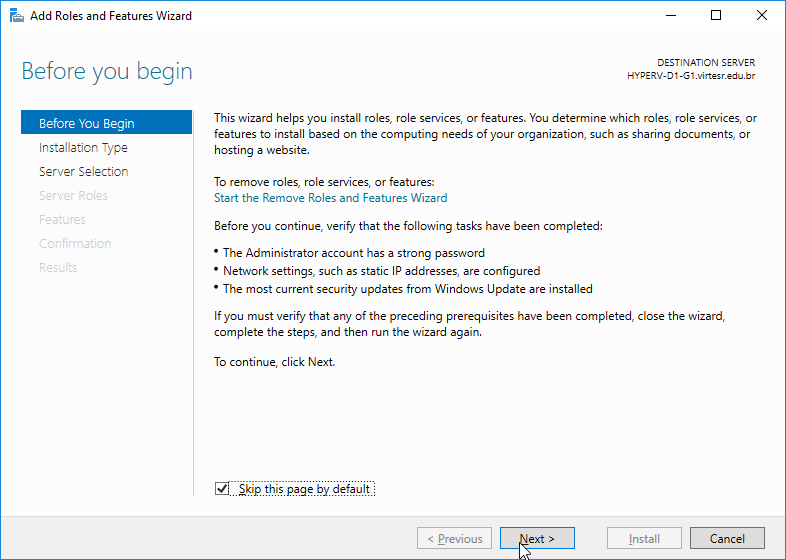 Add Roles and Features Wizard
Before you begin
DESTINATION SERVER
HYPERV-D1-G1.virtesr.edu.br
Before You Begin
Installation Type
Server Selection
Server Roles
Features
Confirmation
Results
This wizard helps you install roles, role services, or features. You determine which roles, role services, or
features to install based on the computing needs of your organization, such as sharing documents, or
hosting a website.
To remove roles, role services, or features:
Start the Remove Roles and Features Wizard
Before you continue, verify that the following tasks have been completed:
• The Administrator account has a strong password
• Network settings, such as static IP addresses, are configured
• The most current security updates from Windows Update are installed
If you must verify that any of the preceding prerequisites have been completed, close the wizard,
complete the steps, and then run the wizard again.
To continue, click Next.
Skip this page by default
< Previous
Next >
Install
Cancel